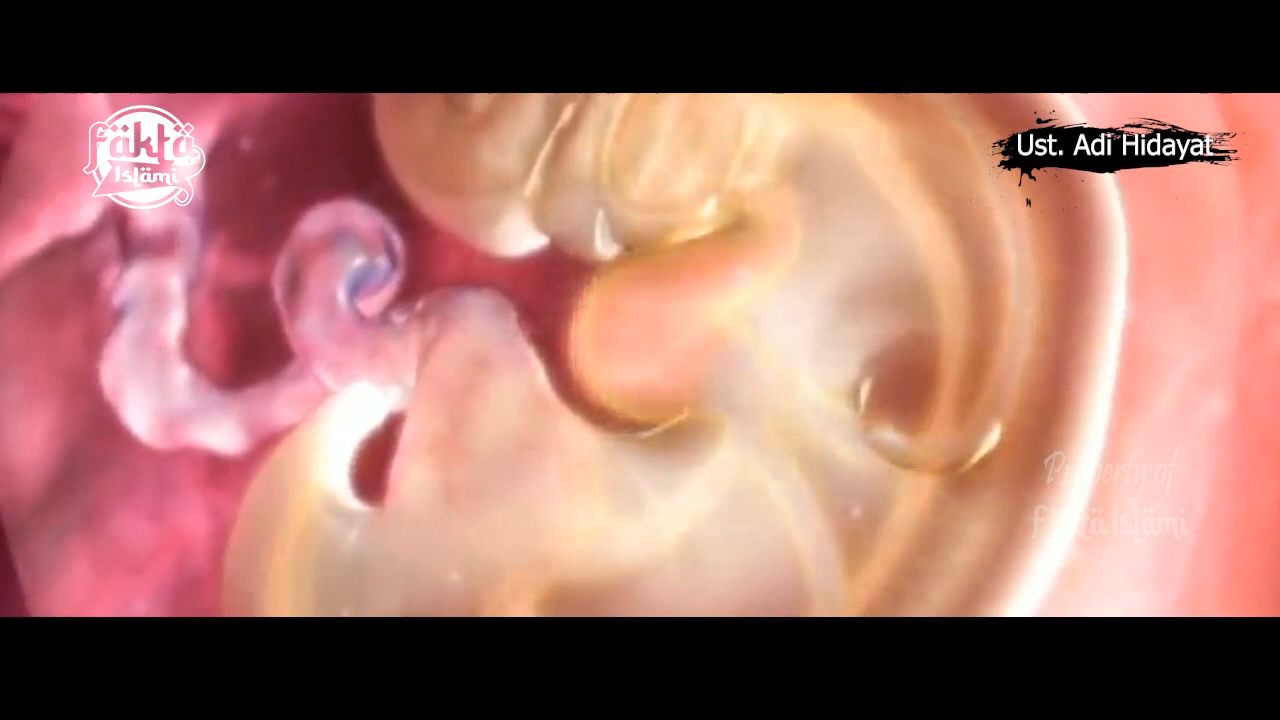 fäktä
Islämi
Ust. Adi Hidayat
Property of
fäktä Islämi